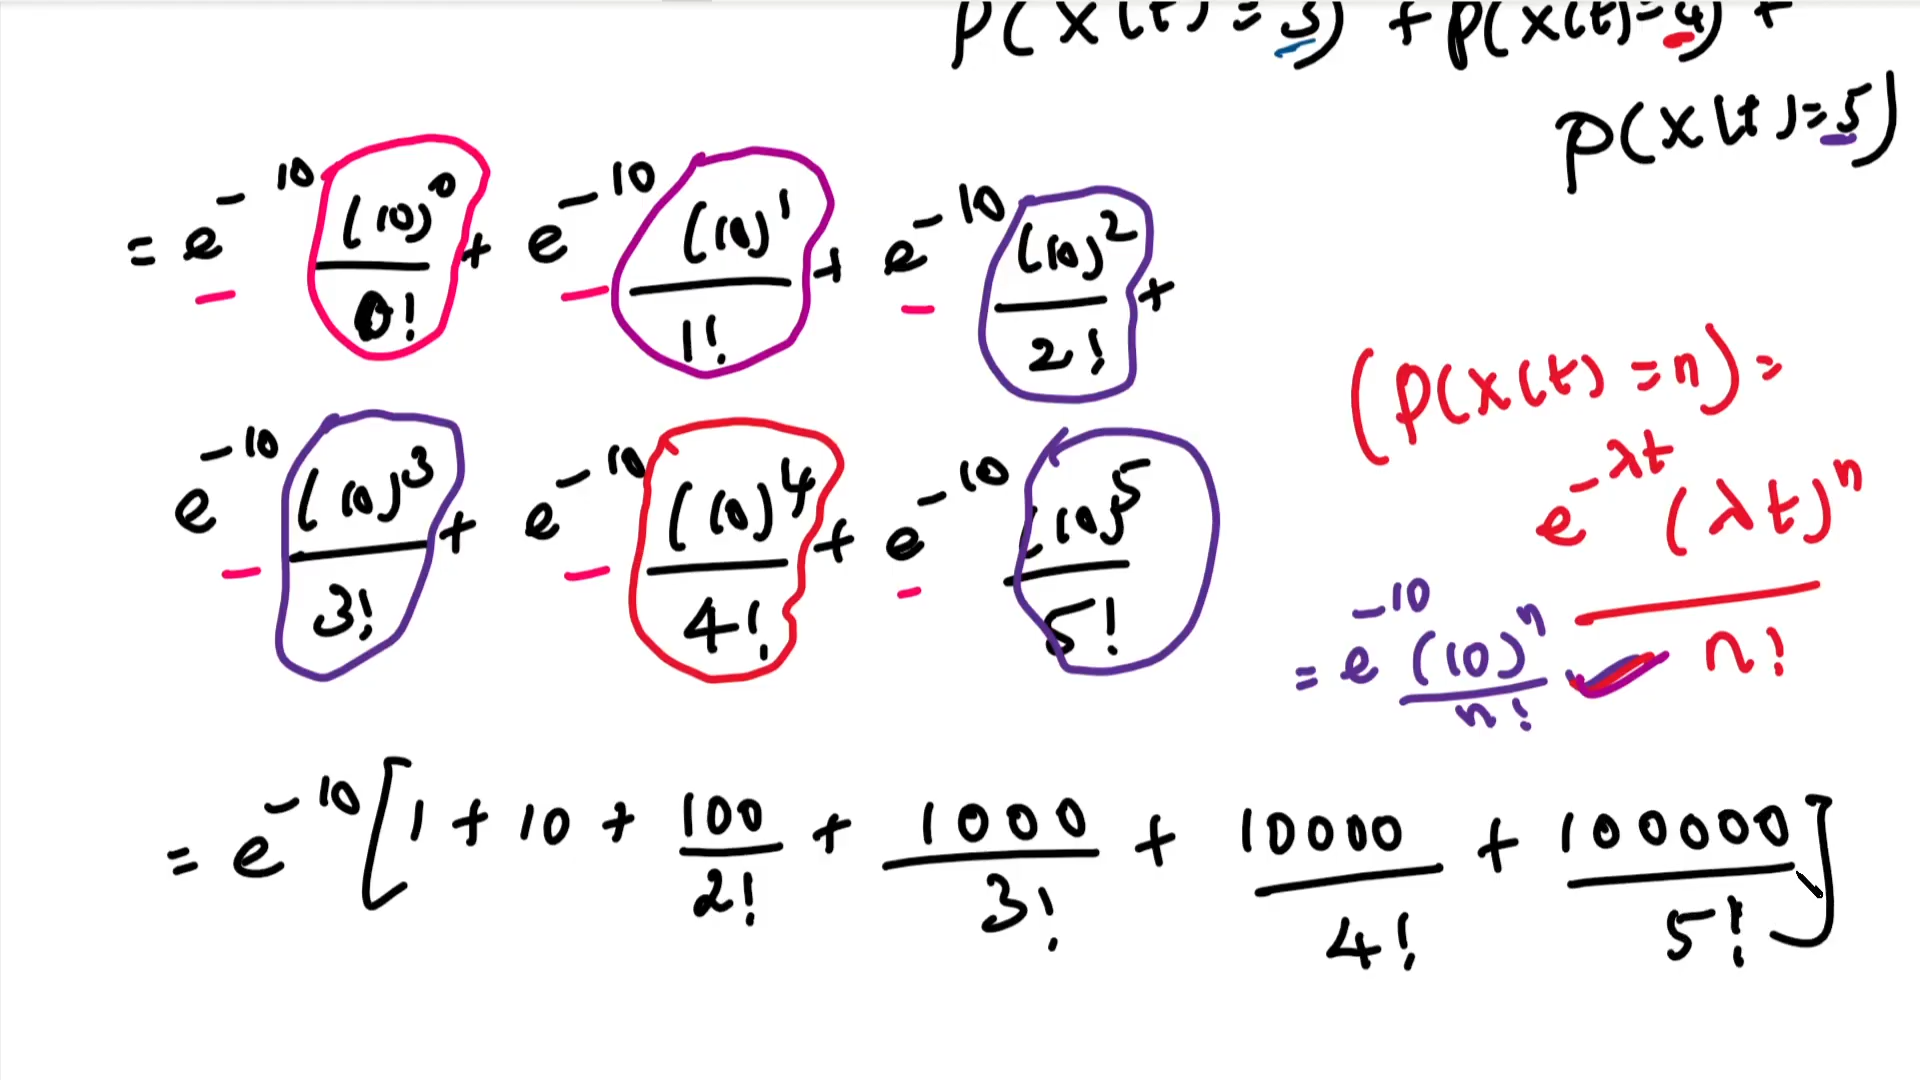 P(X(t) = 3) + P(X(t) = 4) +
P(X(t) = 5)
= e^{-10} (10)^0/0! + e^{-10} (10)^1/1! + e^{-10} (10)^2/2! +
e^{-10} (10)^3/3! + e^{-10} (10)^4/4! + e^{-10} (10)^5/5!
(P(X(t) = n) =
e^{-λt} (λt)^n / n!
= e^{-10} (10)^n / n!
= e^{-10} [1 + 10 + 100/2! + 1000/3! + 10000/4! + 100000/5!]